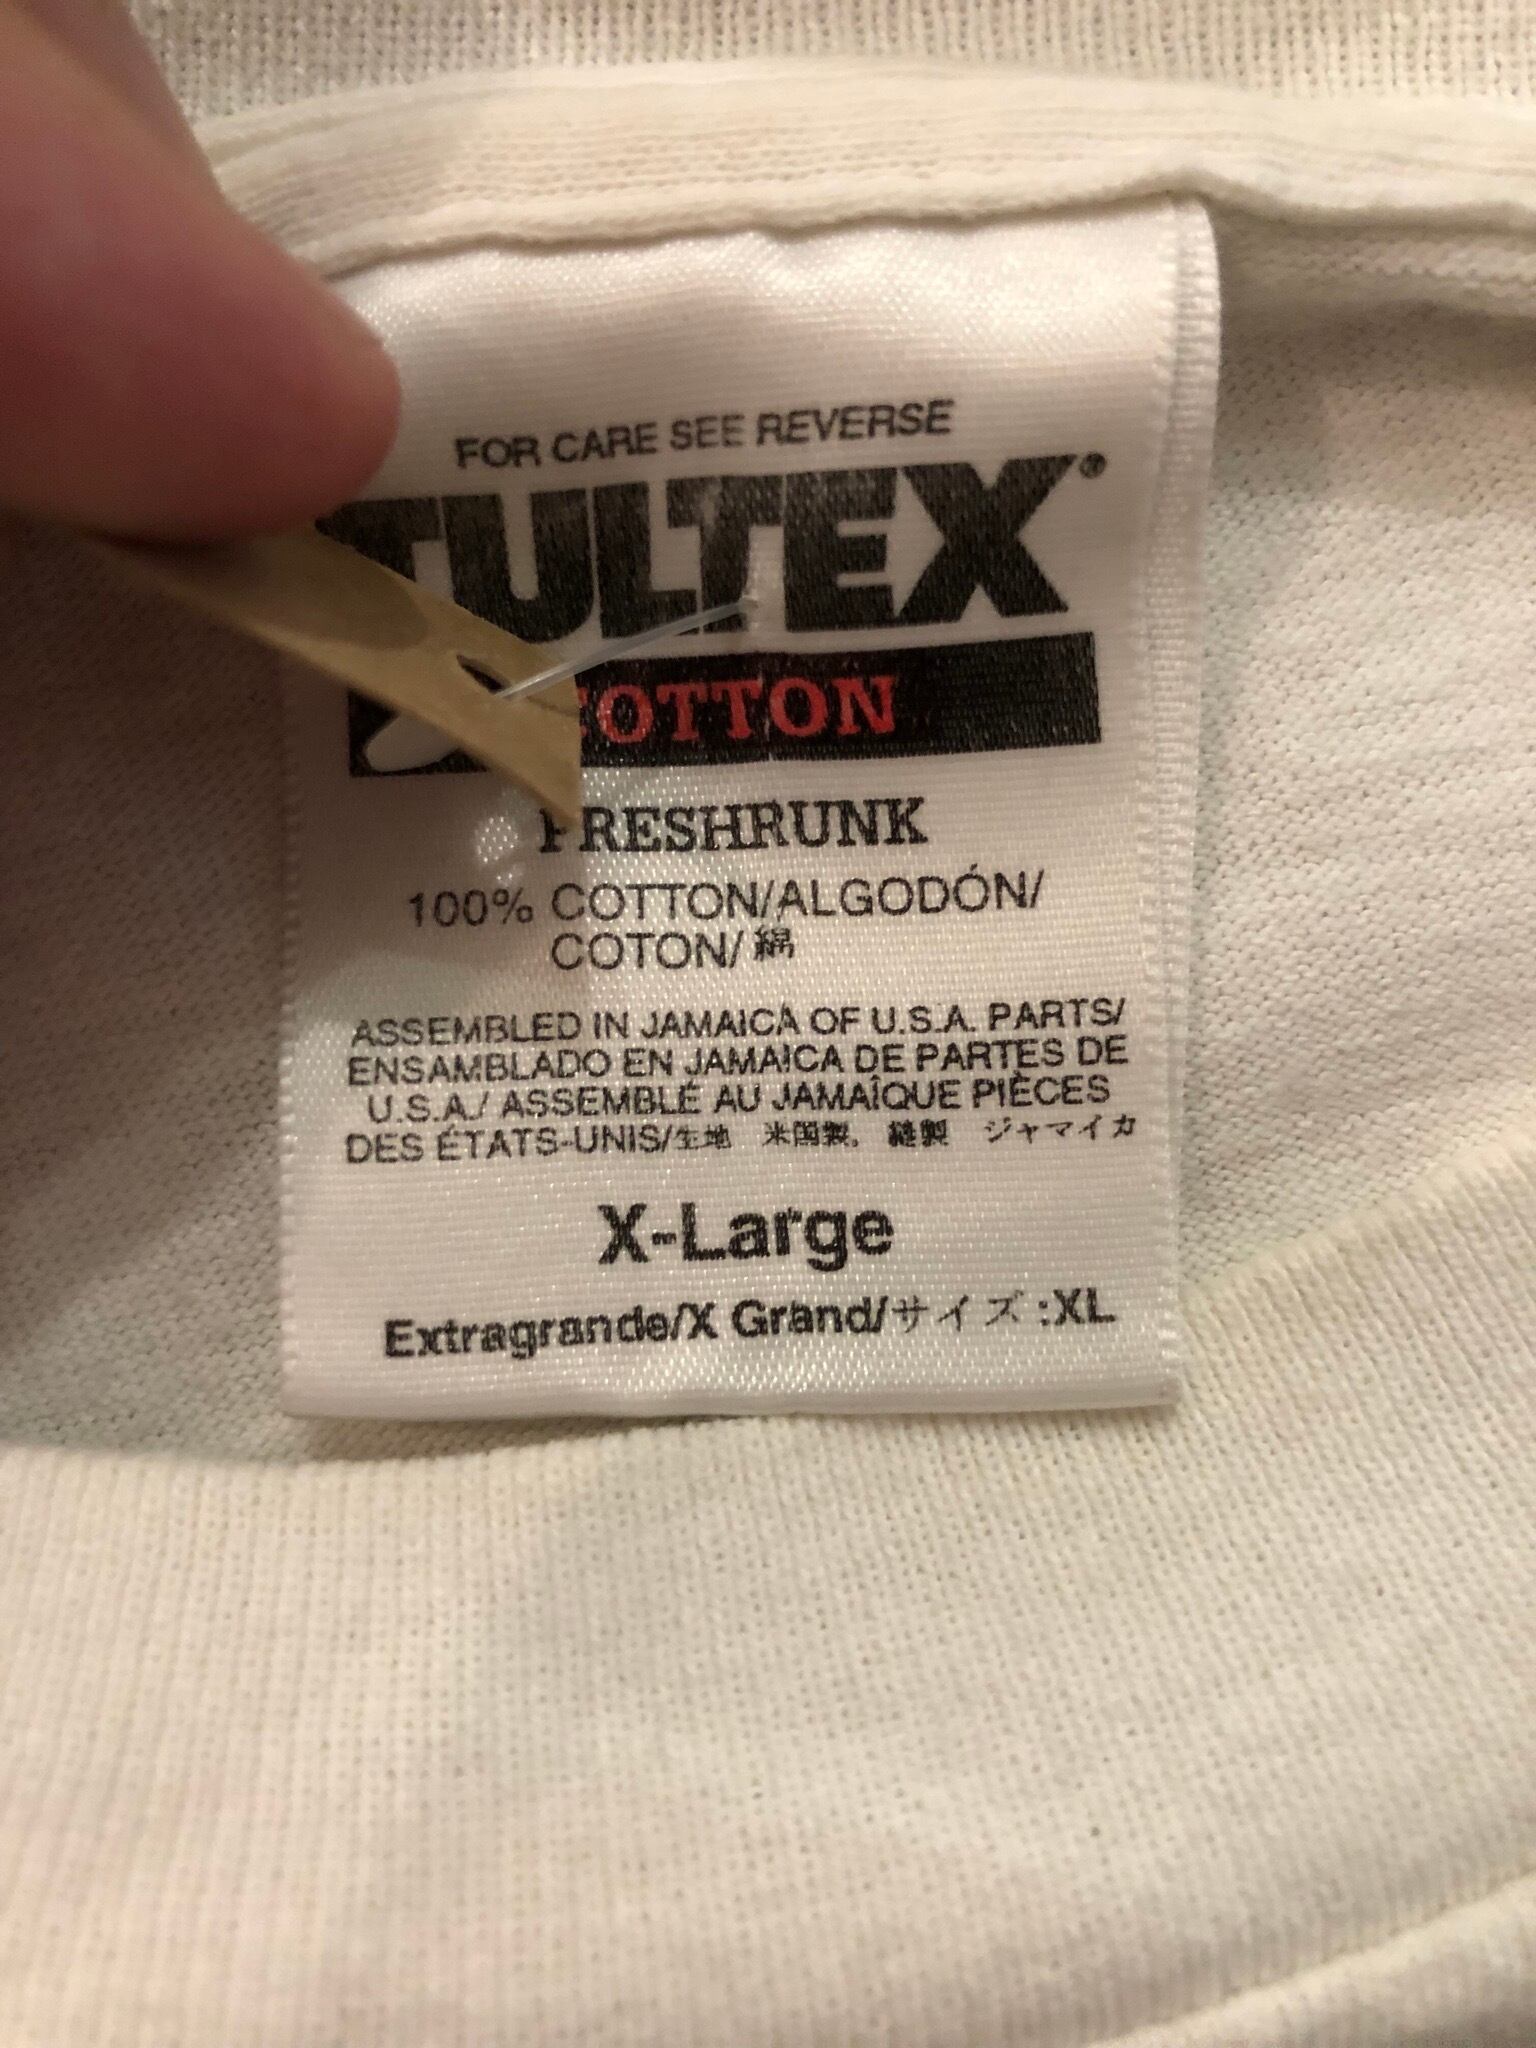 FOR CARE SEE REVERSE
TULTEX®
COTTON
PRESHRUNK
100% COTTON/ALGODÓN/
COTON/綿
ASSEMBLED IN JAMAICA OF U.S.A. PARTS/
ENSAMBLADO EN JAMAICA DE PARTES DE
U.S.A./ ASSEMBLÉ AU JAMAÎQUE PIÈCES
DES ÉTATS-UNIS/生地 米国製, 縫製 ジャマイカ
X-Large
Extragrande/X Grand/サイズ:XL